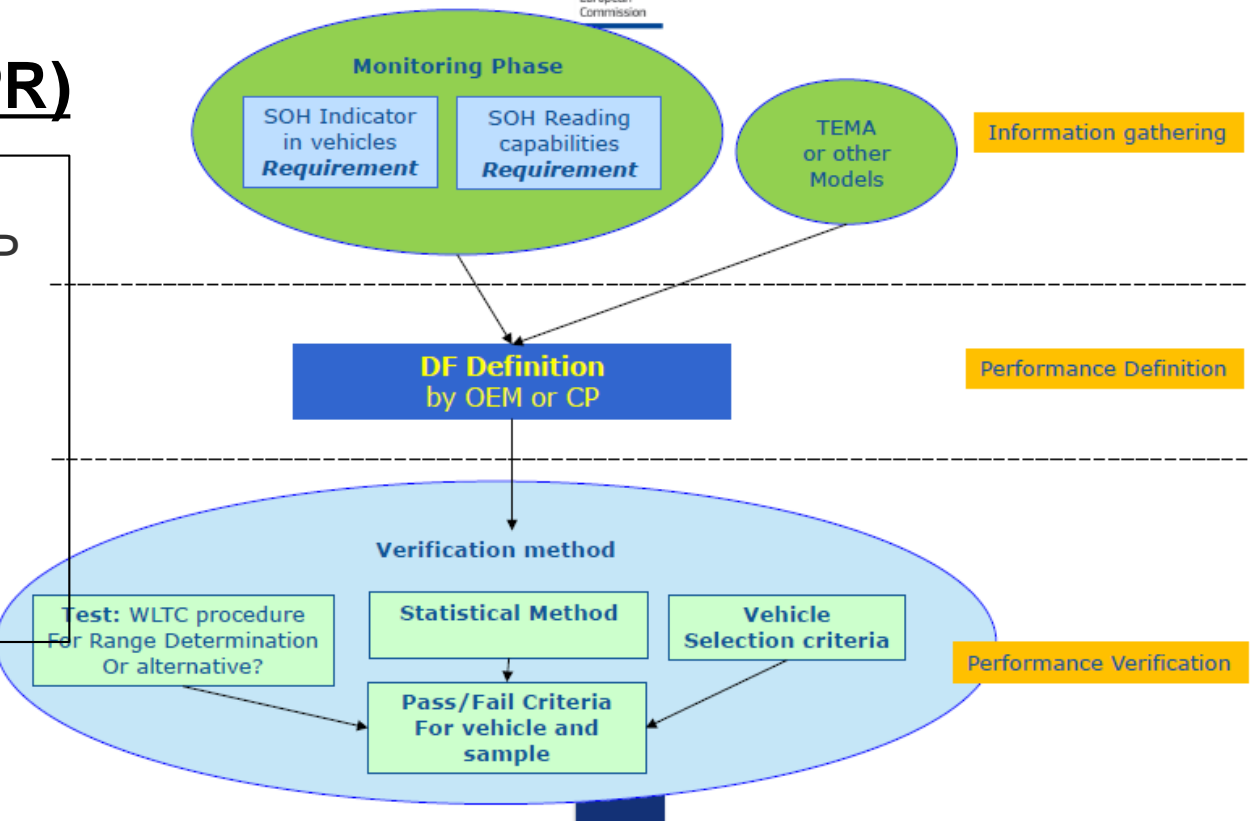 Commission
R)
P
Monitoring Phase
SOH Indicator
in vehicles
Requirement
SOH Reading
capabilities
Requirement
TEMA
or other
Models
Information gathering
DF Definition
by OEM or CP
Performance Definition
Verification method
Test: WLTC procedure
For Range Determination
Or alternative?
Statistical Method
Vehicle
Selection criteria
Pass/Fail Criteria
For vehicle and
sample
Performance Verification